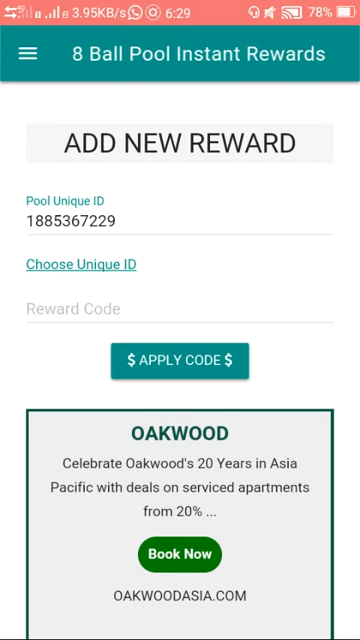 3.95KB/s 6:29 78%
8 Ball Pool Instant Rewards
ADD NEW REWARD
Pool Unique ID
1885367229
Choose Unique ID
Reward Code
$ APPLY CODE $
OAKWOOD
Celebrate Oakwood's 20 Years in Asia
Pacific with deals on serviced apartments
from 20% ...
Book Now
OAKWOODASIA.COM